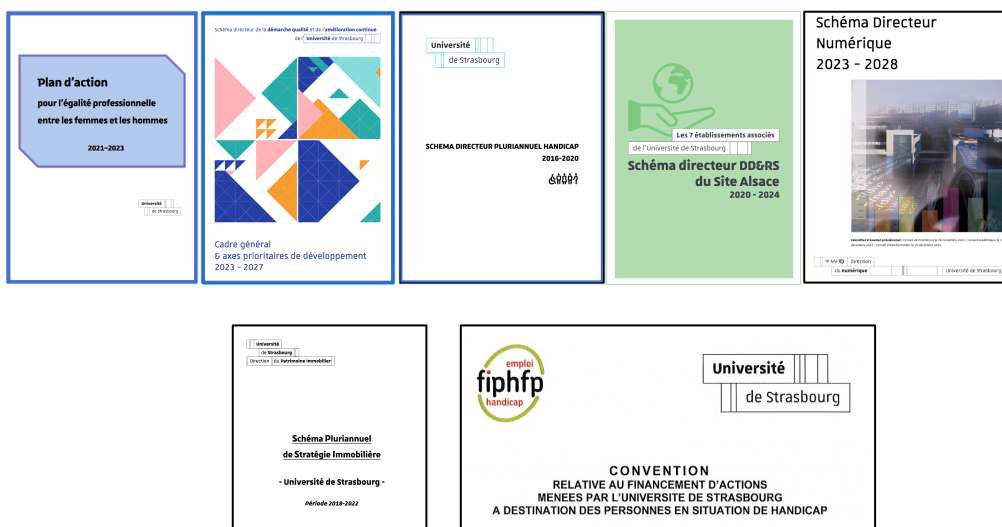 Plan d'action
pour l'égalité professionnelle
entre les femmes et les hommes
2021-2023
Université
de Strasbourg
Schéma directeur de la démarche qualité et de l'amélioration continue
de l'Université de Strasbourg
Cadre général
& axes prioritaires de développement
2023 - 2027
Université
de Strasbourg
SCHEMA DIRECTEUR PLURIANNUEL HANDICAP
2016-2020
Les 7 établissements associés
de l'Université de Strasbourg
Schéma directeur DD&RS
du Site Alsace
2020 - 2024
Schéma Directeur
Numérique
2023 - 2028
Direction
du numérique
Université de Strasbourg
Université
de Strasbourg
Direction du Patrimoine Immobilier
Schéma Pluriannuel
de Stratégie Immobilière
- Université de Strasbourg -
Période 2018-2022
emploi
fiphfp
handicap
Université
de Strasbourg
CONVENTION
RELATIVE AU FINANCEMENT D'ACTIONS
MENEES PAR L'UNIVERSITE DE STRASBOURG
A DESTINATION DES PERSONNES EN SITUATION DE HANDICAP